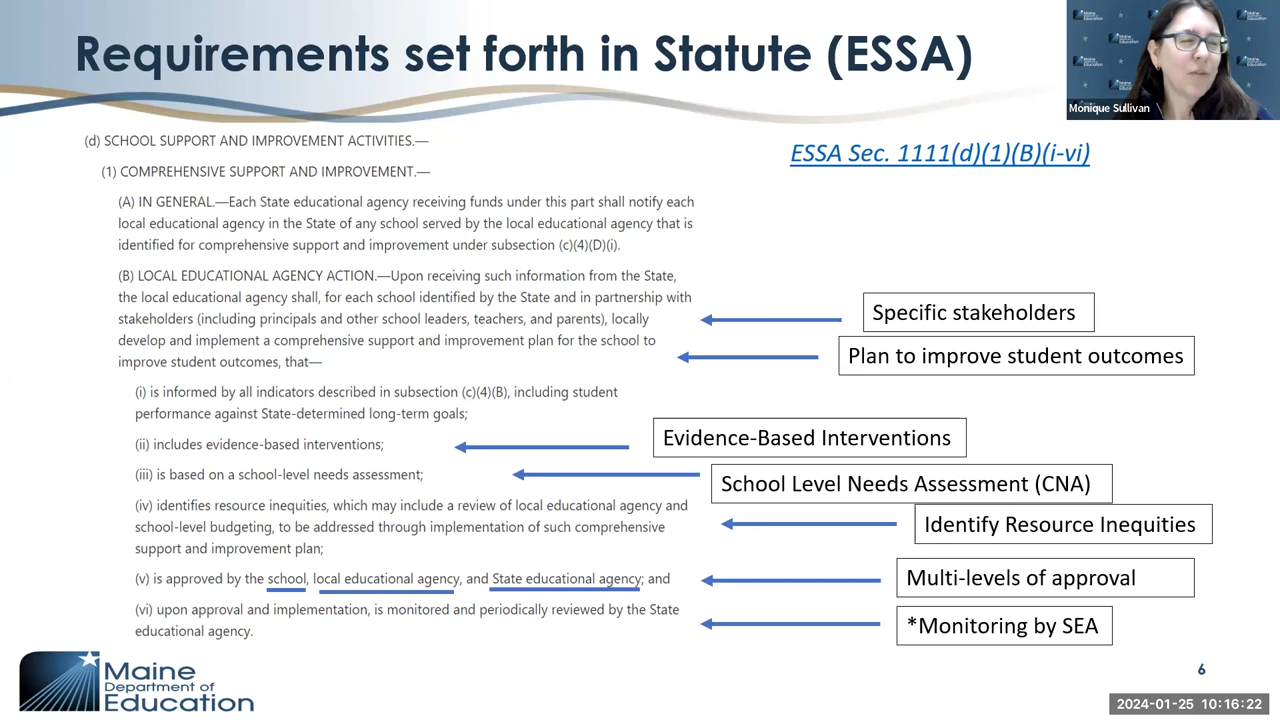 Requirements set forth in Statute (ESSA)
Monique Sullivan
ESSA Sec. 1111(d)(1)(B)(i-vi)
(d) SCHOOL SUPPORT AND IMPROVEMENT ACTIVITIES.—
(1) COMPREHENSIVE SUPPORT AND IMPROVEMENT.—
(A) IN GENERAL.—Each State educational agency receiving funds under this part shall notify each
local educational agency in the State of any school served by the local educational agency that is
identified for comprehensive support and improvement under subsection (c)(4)(D)(i).
(B) LOCAL EDUCATIONAL AGENCY ACTION.—Upon receiving such information from the State,
the local educational agency shall, for each school identified by the State and in partnership with
stakeholders (including principals and other school leaders, teachers, and parents), locally
develop and implement a comprehensive support and improvement plan for the school to
improve student outcomes, that—
(i) is informed by all indicators described in subsection (c)(4)(B), including student
performance against State-determined long-term goals;
(ii) includes evidence-based interventions;
(iii) is based on a school-level needs assessment;
(iv) identifies resource inequities, which may include a review of local educational agency and
school-level budgeting, to be addressed through implementation of such comprehensive
support and improvement plan;
(v) is approved by the school, local educational agency, and State educational agency; and
(vi) upon approval and implementation, is monitored and periodically reviewed by the State
educational agency.
Specific stakeholders
Plan to improve student outcomes
Evidence-Based Interventions
School Level Needs Assessment (CNA)
Identify Resource Inequities
Multi-levels of approval
*Monitoring by SEA
Maine
Department of
Education
6
2024-01-25 10:16:22